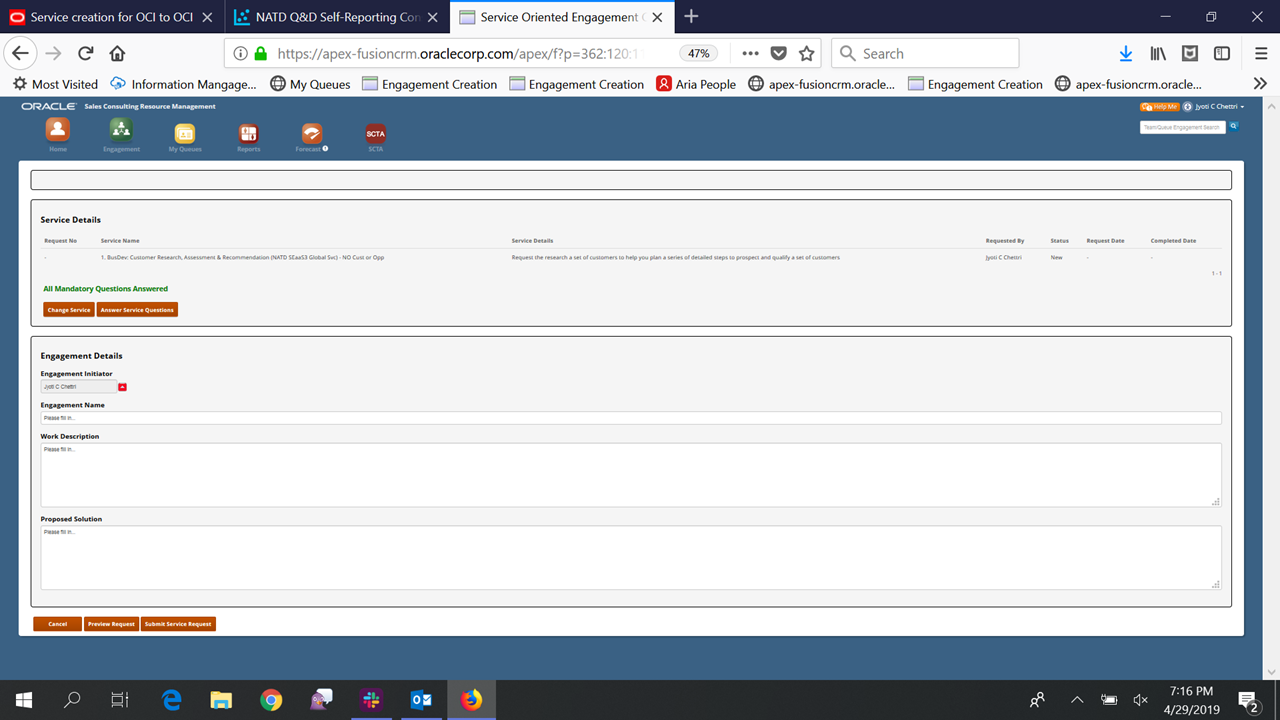 Service creation for OCI to OCI
NATD Q&D Self-Reporting Con
Service Oriented Engagement C
https://apex-fusioncrm.oraclecorp.com/apex/f?p=362:120:1
47%
Search
Most Visited
Information Mangage...
My Queues
Engagement Creation
Engagement Creation
Aria People
apex-fusioncrm.oracle...
Engagement Creation
apex-fusioncrm.oracle...
ORACLE Sales Consulting Resource Management
Help Me
Jyoti C Chettri
Home
Engagement
My Queues
Reports
Forecast
SCTA
SCTA
Team/Queue Engagement Search
Service Details
Request No Service Name Service Details Requested By Status Request Date Completed Date
- 1. BusDev: Customer Research, Assessment & Recommendation (NATD SEaaS3 Global Svc) - NO Cust or Opp Request the research a set of customers to help you plan a series of detailed steps to prospect and qualify a set of customers Jyoti C Chettri New - -
1 - 1
All Mandatory Questions Answered
Change Service
Answer Service Questions
Engagement Details
Engagement Initiator
Jyoti C Chettri
Engagement Name
Please fill in...
Work Description
Please fill in...
Proposed Solution
Please fill in...
Cancel
Preview Request
Submit Service Request
7:16 PM
4/29/2019
2